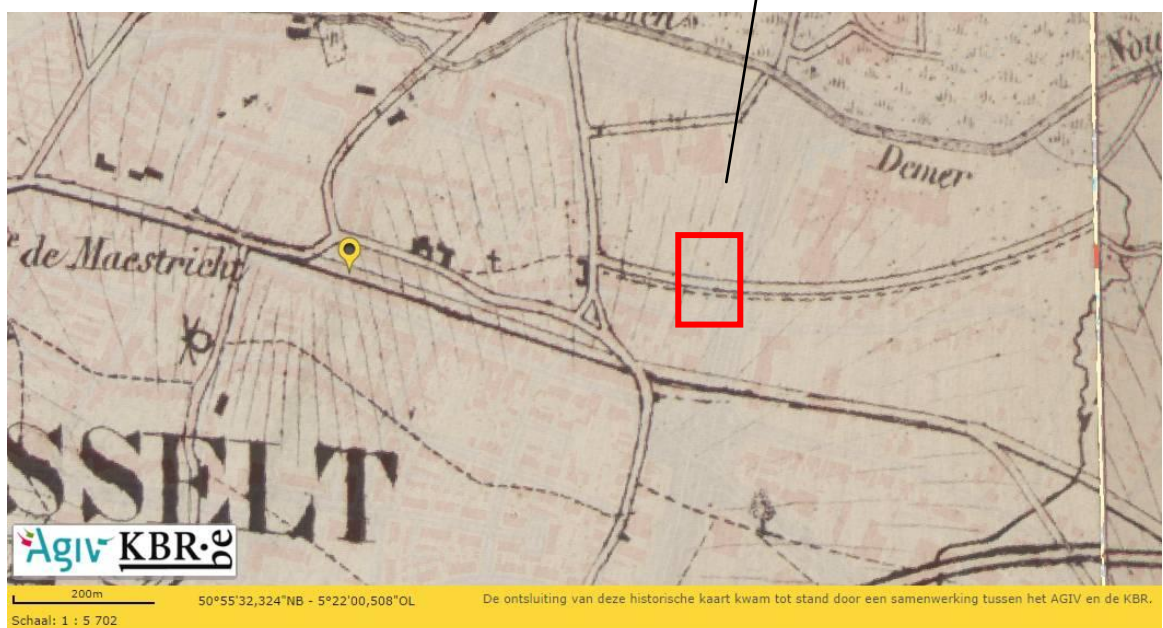 Demer
de Maestricht
SSELT
Agiv KBR.be
200m
50°55'32,324"NB - 5°22'00,508"OL
De ontsluiting van deze historische kaart kwam tot stand door een samenwerking tussen het AGIV en de KBR.
Schaal: 1 : 5 702